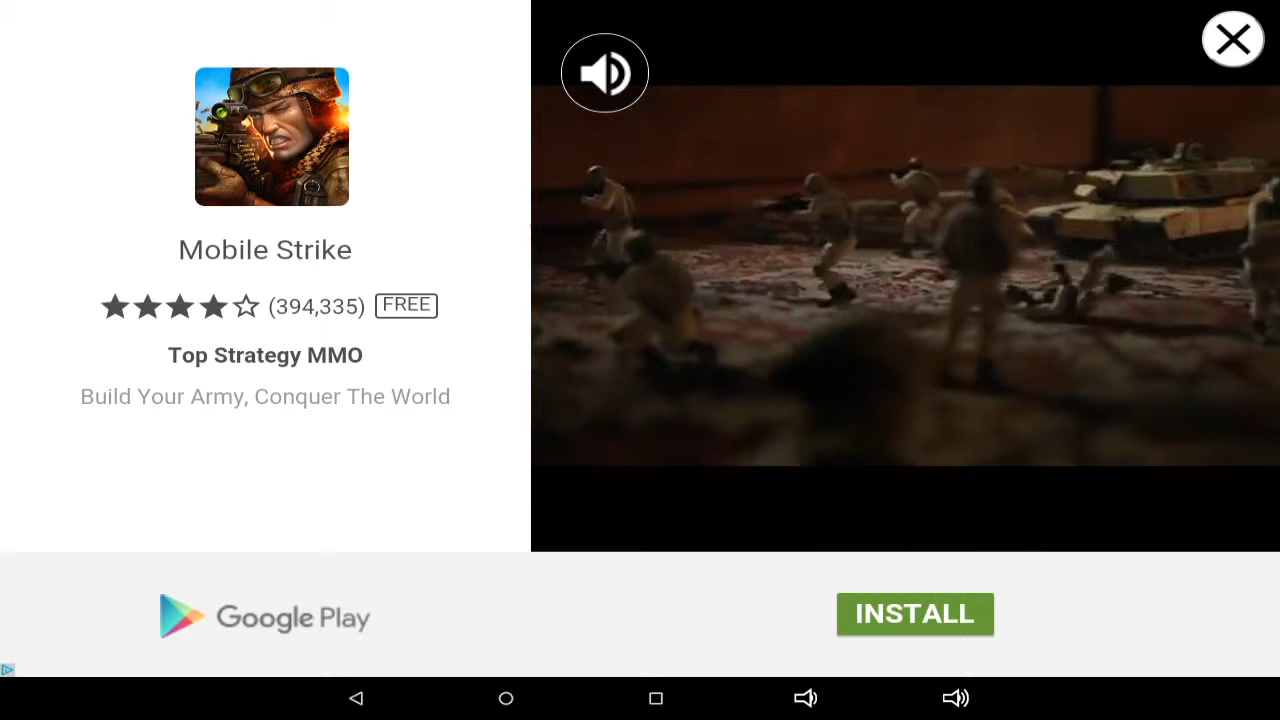 Mobile Strike
(394,335) FREE
Top Strategy MMO
Build Your Army, Conquer The World
Google Play
INSTALL